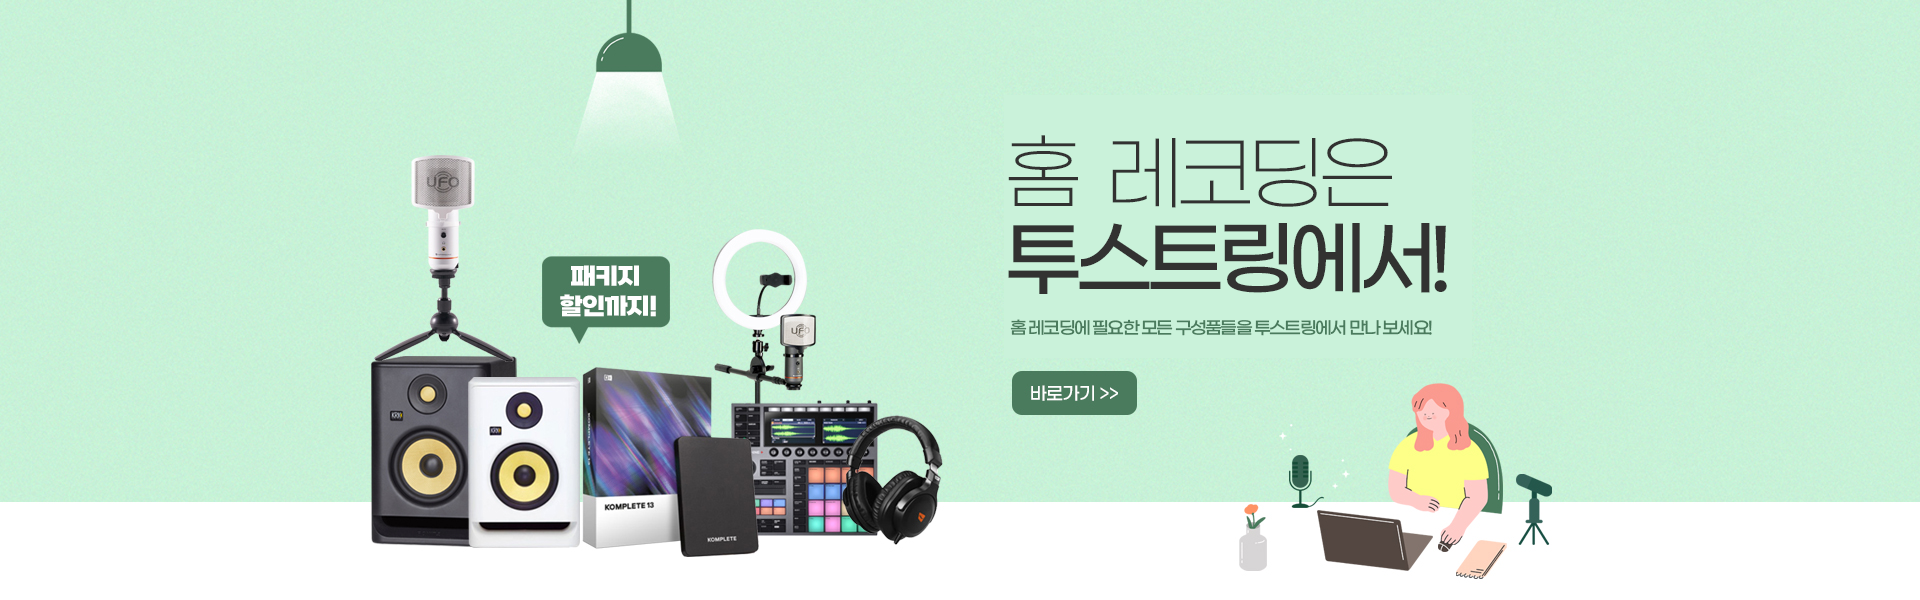 홈 레코딩은
투스트링에서!
홈 레코딩에 필요한 모든 구성품들을 투스트링에서 만나 보세요!
바로가기 >>
패키지
할인까지!
UFO
UFO
KOMPLETE 13
KOMPLETE